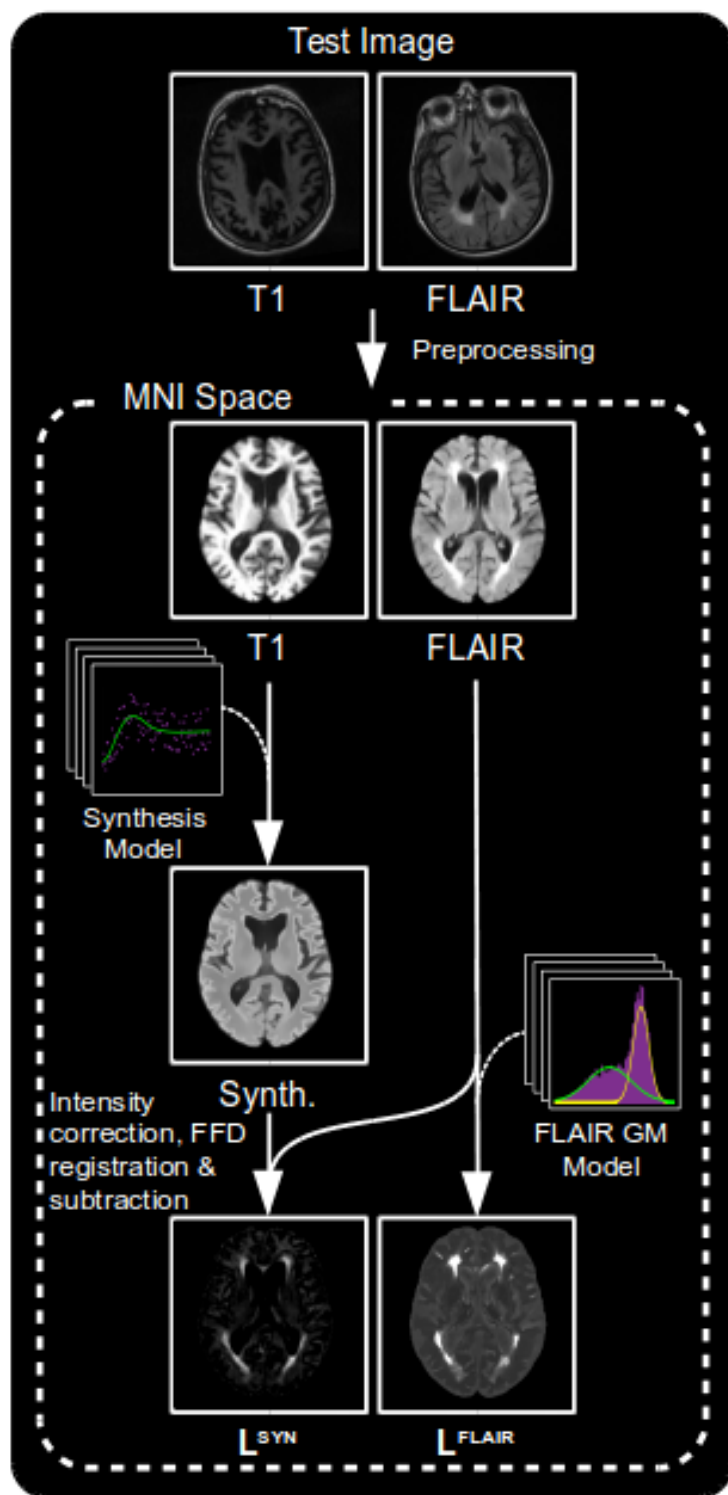 Test Image
T1
FLAIR
Preprocessing
MNI Space
T1
FLAIR
Synthesis
Model
Synth.
Intensity
correction, FFD
registration &
subtraction
FLAIR GM
Model
L^SYN
L^FLAIR